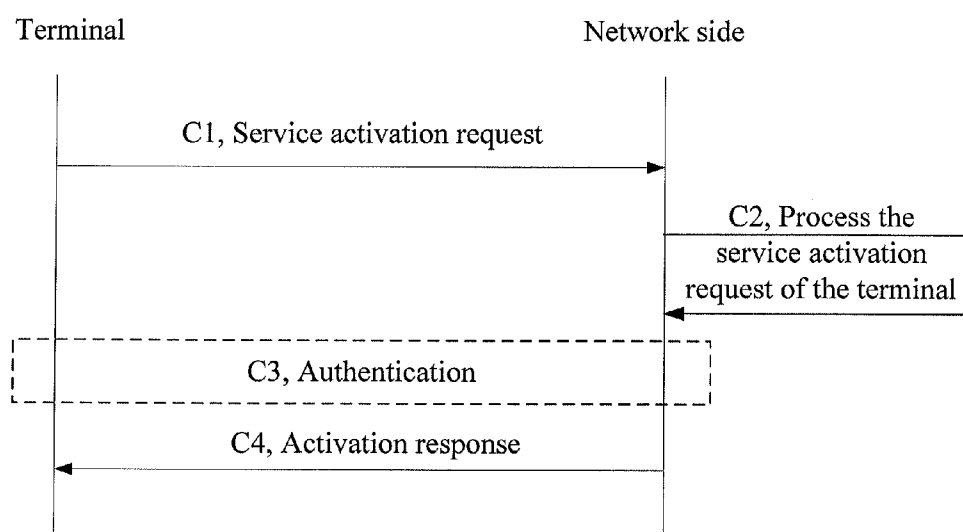 Terminal
Network side
C1, Service activation request
C2, Process the
service activation
request of the terminal
C3, Authentication
C4, Activation response